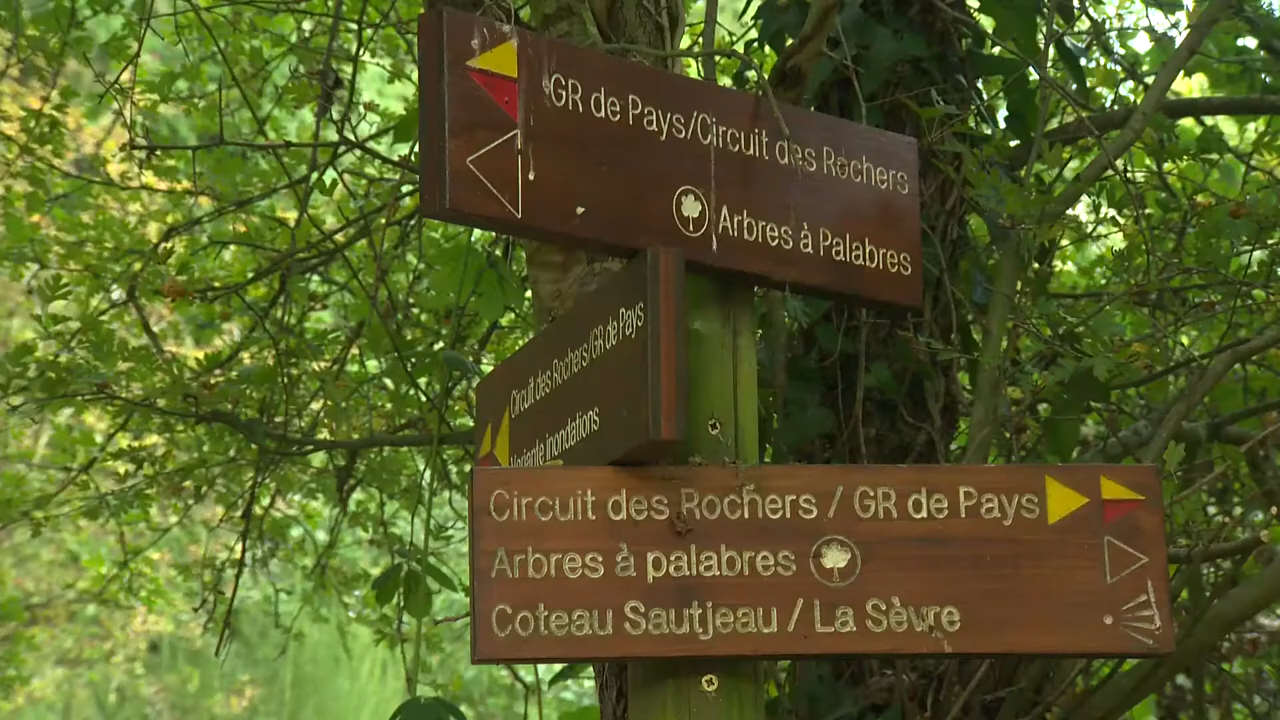 GR de Pays/Circuit des Rochers
Arbres à Palabres
Circuit des Rochers/GR de Pays
Variante inondations
Circuit des Rochers / GR de Pays
Arbres à palabres
Coteau Sautjeau / La Sèvre